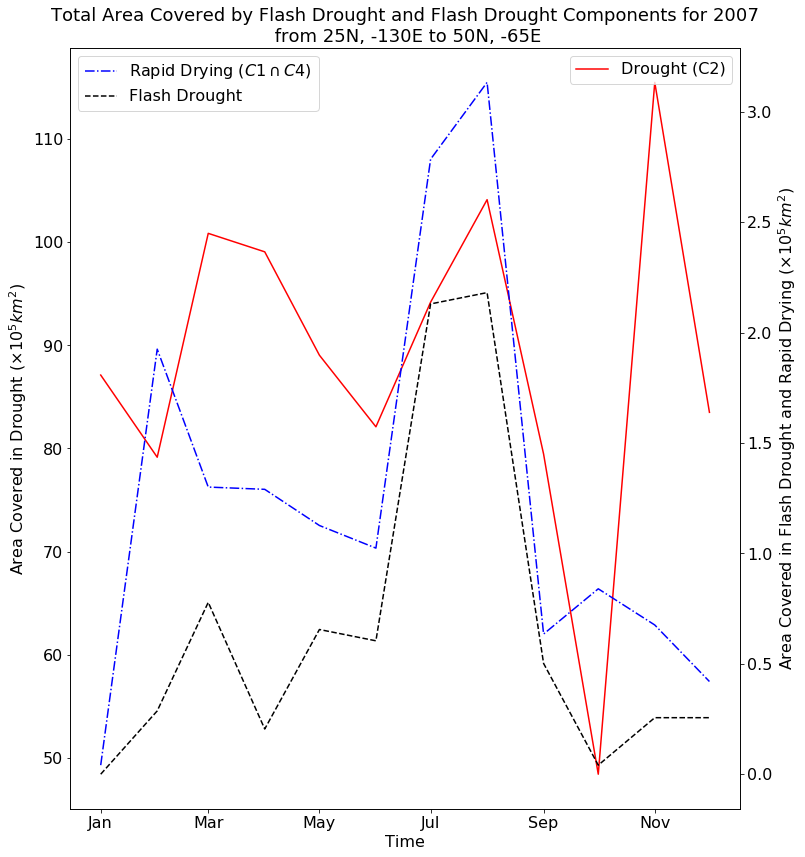 Total Area Covered by Flash Drought and Flash Drought Components for 2007
from 25N, -130E to 50N, -65E
Rapid Drying (C1 ∩ C4)
Flash Drought
Drought (C2)
Area Covered in Drought (×10⁵km²)
110
100
90
80
70
60
50
3.0
2.5
2.0
1.5
1.0
0.5
0.0
Area Covered in Flash Drought and Rapid Drying (×10⁵km²)
Jan Mar May Jul Sep Nov
Time